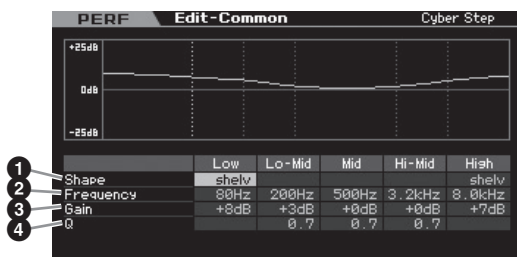 PERF Edit-Common Cyber Step
+25dB
0dB
-25dB
Low Lo-Mid Mid Hi-Mid High
1 Shape shelv shelv
2 Frequency 80Hz 200Hz 500Hz 3.2kHz 8.0kHz
3 Gain +8dB +3dB +0dB +0dB +7dB
4 Q 0.7 0.7 0.7